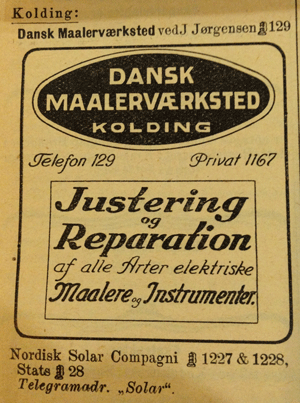 Kolding:
Dansk Maalerværksted ved J Jørgensen 129
DANSK
MAALERVÆRKSTED
KOLDING
Telefon 129 Privat 1167
Justering
og
Reparation
af alle Arter elektriske
Maalere og Instrumenter.
Nordisk Solar Compagni 1227 & 1228,
Stats 28
Telegramadr. „Solar“.